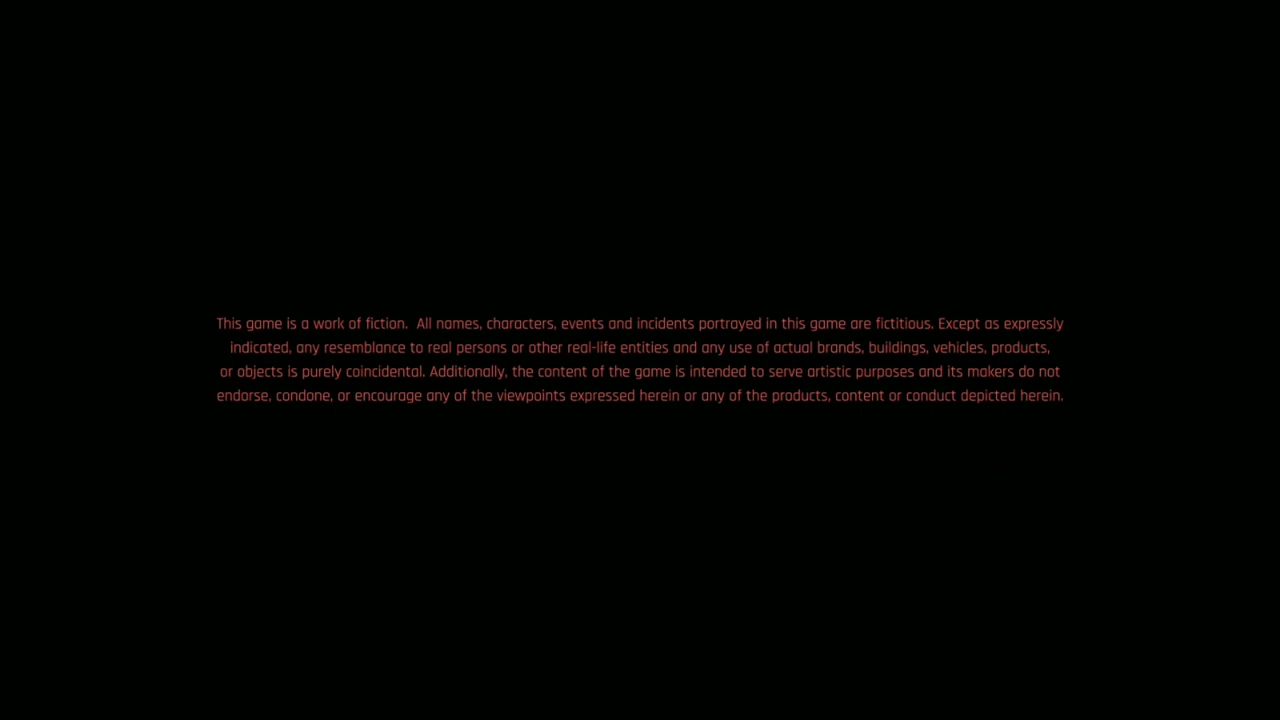 This game is a work of fiction.  All names, characters, events and incidents portrayed in this game are fictitious. Except as expressly
indicated, any resemblance to real persons or other real-life entities and any use of actual brands, buildings, vehicles, products,
or objects is purely coincidental. Additionally, the content of the game is intended to serve artistic purposes and its makers do not
endorse, condone, or encourage any of the viewpoints expressed herein or any of the products, content or conduct depicted herein.